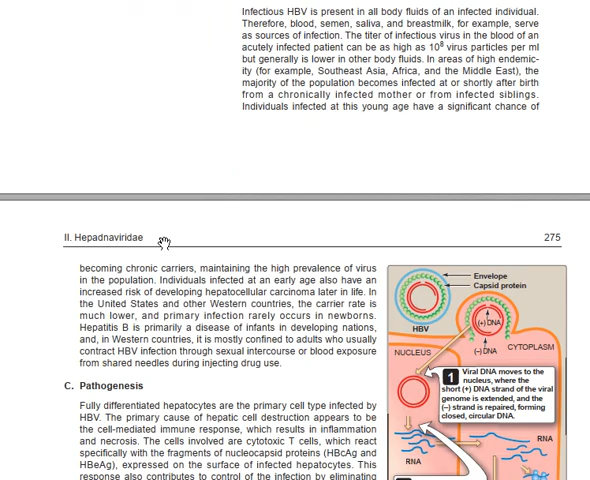 Infectious HBV is present in all body fluids of an infected individual.
Therefore, blood, semen, saliva, and breastmilk, for example, serve
as sources of infection. The titer of infectious virus in the blood of an
acutely infected patient can be as high as 10⁸ virus particles per ml
but generally is lower in other body fluids. In areas of high endemic-
ity (for example, Southeast Asia, Africa, and the Middle East), the
majority of the population becomes infected at or shortly after birth
from a chronically infected mother or from infected siblings.
Individuals infected at this young age have a significant chance of
II. Hepadnaviridae
275
becoming chronic carriers, maintaining the high prevalence of virus
in the population. Individuals infected at an early age also have an
increased risk of developing hepatocellular carcinoma later in life. In
the United States and other Western countries, the carrier rate is
much lower, and primary infection rarely occurs in newborns.
Hepatitis B is primarily a disease of infants in developing nations,
and, in Western countries, it is mostly confined to adults who usually
contract HBV infection through sexual intercourse or blood exposure
from shared needles during injecting drug use.
C. Pathogenesis
Fully differentiated hepatocytes are the primary cell type infected by
HBV. The primary cause of hepatic cell destruction appears to be
the cell-mediated immune response, which results in inflammation
and necrosis. The cells involved are cytotoxic T cells, which react
specifically with the fragments of nucleocapsid proteins (HBcAg and
HBeAg), expressed on the surface of infected hepatocytes. This
response also contributes to control of the infection by eliminating
Envelope
Capsid protein
HBV
(+) DNA
(–) DNA
NUCLEUS
CYTOPLASM
1 Viral DNA moves to the
nucleus, where the
short (+) DNA strand of the viral
genome is extended, and the
(–) strand is repaired, forming
closed, circular DNA.
RNA
RNA